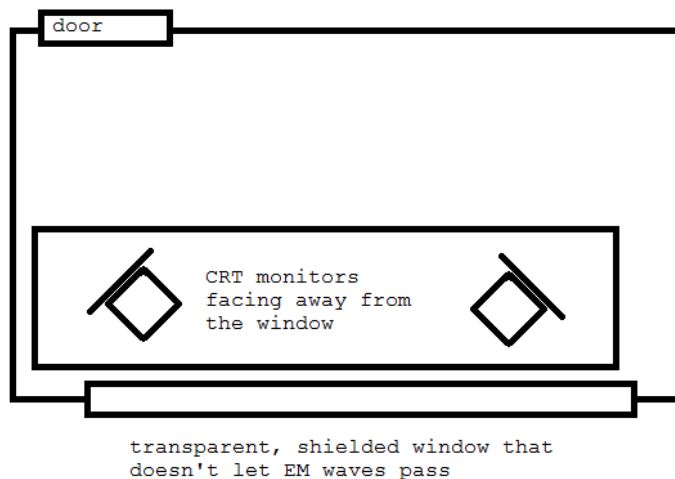 door
CRT monitors
facing away from
the window
transparent, shielded window that
doesn't let EM waves pass